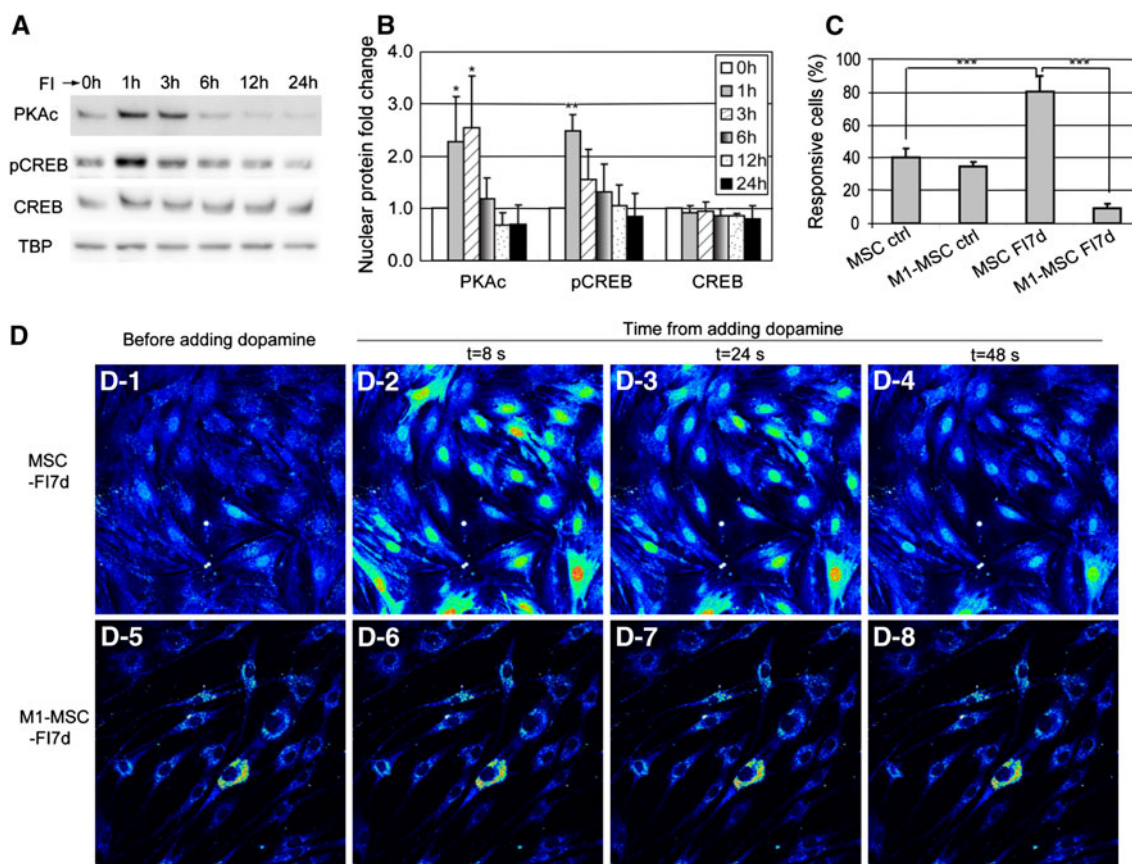 A
FI → 0h 1h 3h 6h 12h 24h
PKAc
pCREB
CREB
TBP
B
Nuclear protein fold change
4.0
3.0
2.0
1.0
0.0
* *
**
0h
1h
3h
6h
12h
24h
PKAc pCREB CREB
C
Responsive cells (%)
100
80
60
40
20
0
*** ***
MSC ctrl
M1-MSC ctrl
MSC FI7d
M1-MSC FI7d
D
Before adding dopamine
Time from adding dopamine
t=8 s t=24 s t=48 s
MSC
-FI7d
D-1 D-2 D-3 D-4
M1-MSC
-FI7d
D-5 D-6 D-7 D-8